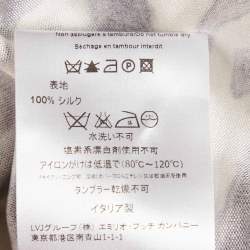 Non assécher à tambour/Do not tumble dry
Séchage en tambour interdit.
P
表地
100% シルク
水洗い不可
塩素系漂白剤使用不可
アイロンがけは低温で(80℃～120℃)
タンブラー乾燥不可
イタリア製
LVJグループ(株)エミリオ・プッチ カンパニー
東京都港区南青山1-1-1